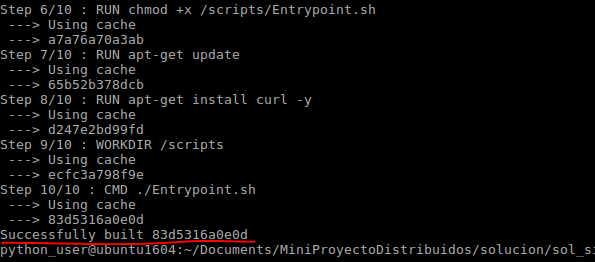 Step 6/10 : RUN chmod +x /scripts/Entrypoint.sh
---> Using cache
---> a7a76a70a3ab
Step 7/10 : RUN apt-get update
---> Using cache
---> 65b52b378dcb
Step 8/10 : RUN apt-get install curl -y
---> Using cache
---> d247e2bd99fd
Step 9/10 : WORKDIR /scripts
---> Using cache
---> ecfc3a798f9e
Step 10/10 : CMD ./Entrypoint.sh
---> Using cache
---> 83d5316a0e0d
Successfully built 83d5316a0e0d
python_user@ubuntu1604:~/Documents/MiniProyectoDistribuidos/solucion/sol_si